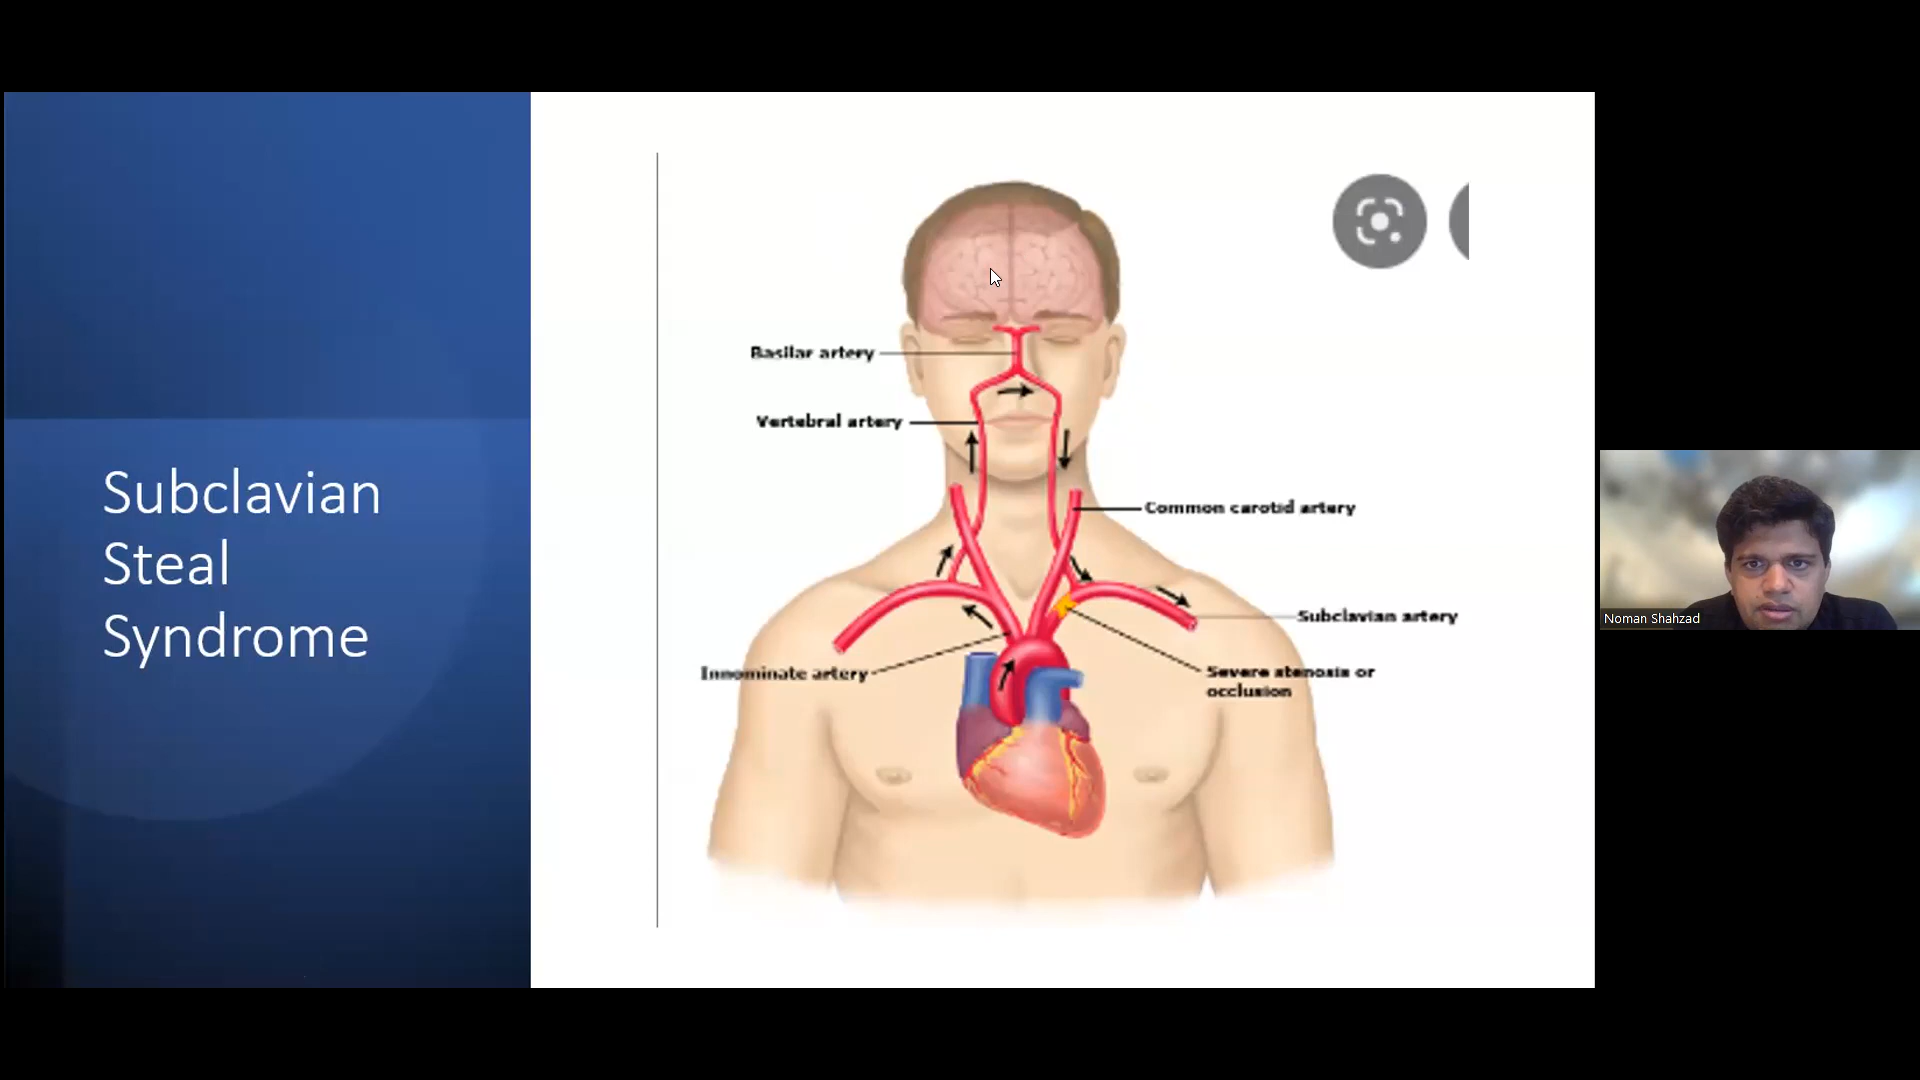 Subclavian
Steal
Syndrome
Basilar artery
Vertebral artery
Common carotid artery
Subclavian artery
Innominate artery
Severe stenosis or
occlusion
Noman Shahzad